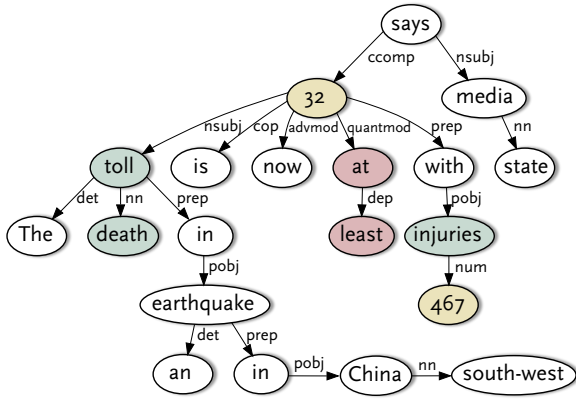 says
ccomp nsubj
32 media
nsubj cop advmod quantmod prep nn
toll is now at with state
det nn prep dep pobj
The death in least injuries
pobj num
earthquake 467
det prep
an in pobj China nn south-west